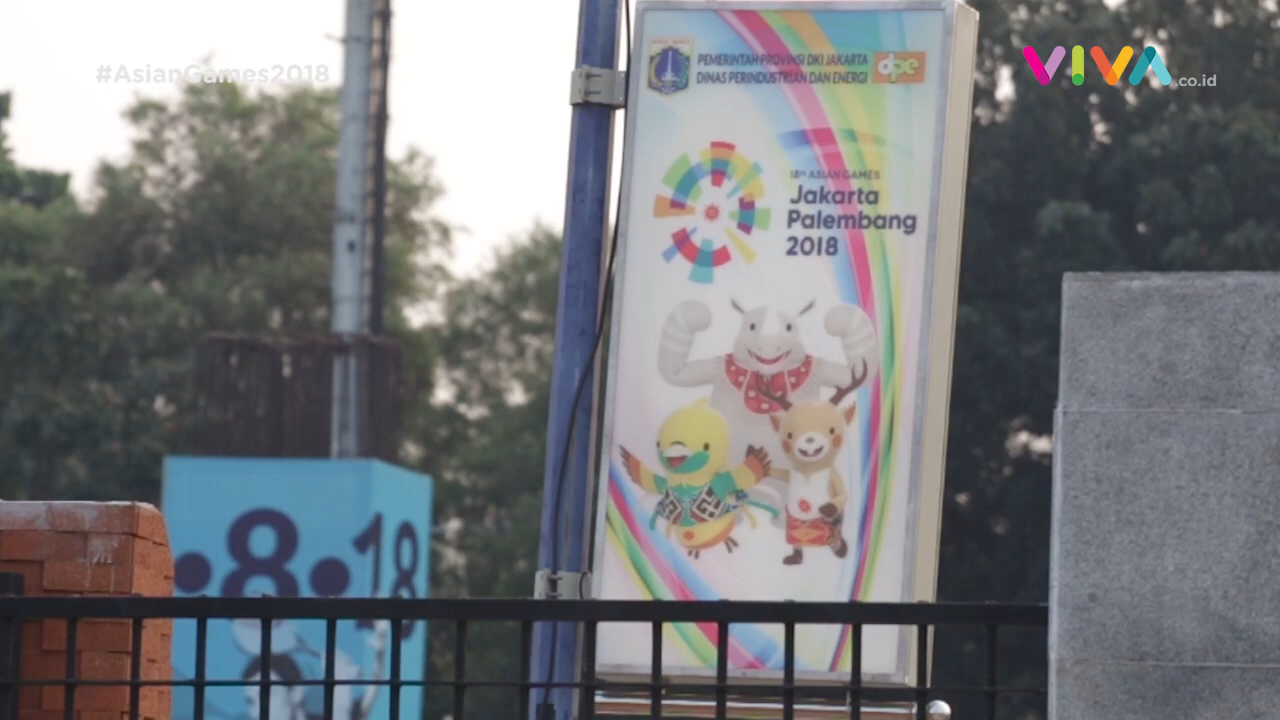 #AsianGames2018
VIVA.co.id
PEMERINTAH PROVINSI DKI JAKARTA
DINAS PERINDUSTRIAN DAN ENERGI
dpe
18th ASIAN GAMES
Jakarta
Palembang
2018
•8•18